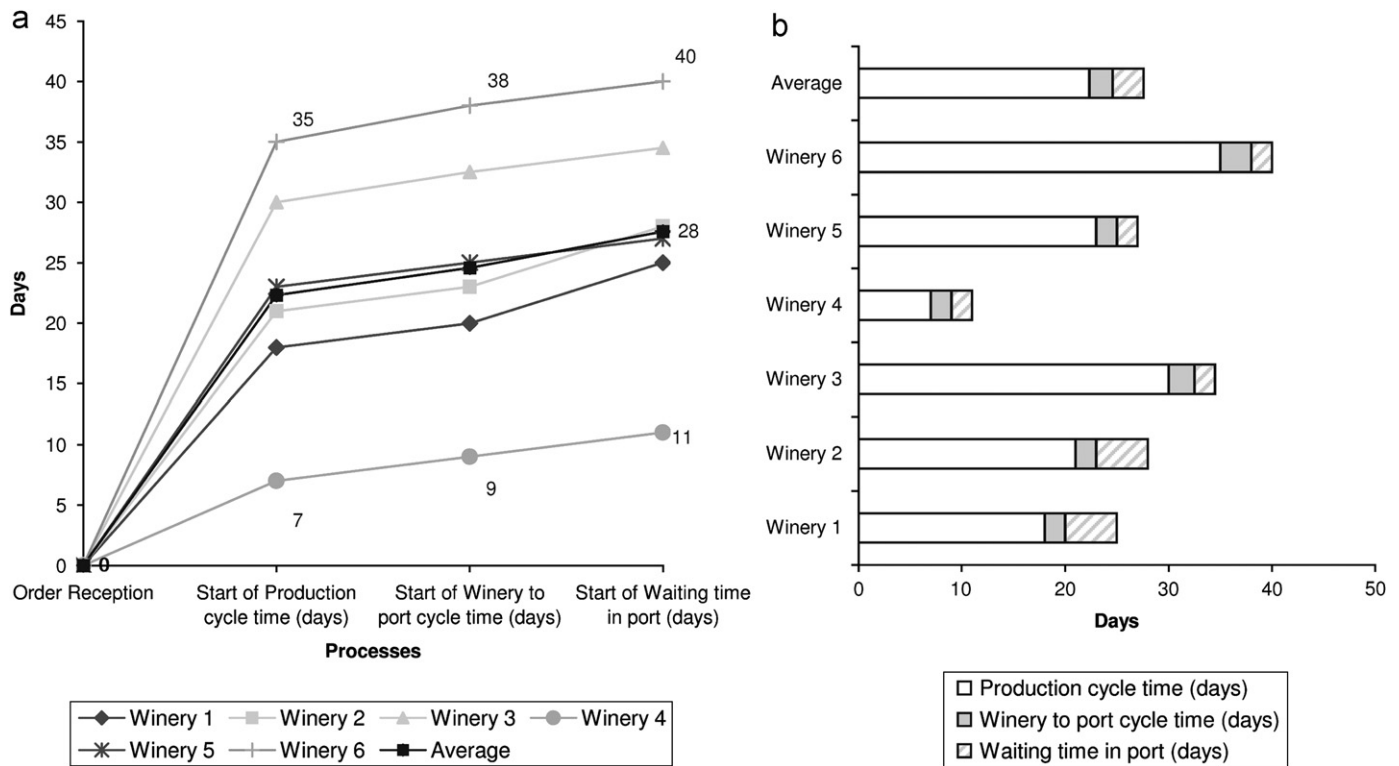 a
45
40
35
30
25
20
15
10
5
0
Days
35
38
40
28
11
9
7
0
Order Reception
Start of Production
cycle time (days)
Start of Winery to
port cycle time (days)
Start of Waiting time
in port (days)
Processes
Winery 1 Winery 2 Winery 3 Winery 4
Winery 5 Winery 6 Average
b
Average
Winery 6
Winery 5
Winery 4
Winery 3
Winery 2
Winery 1
0 10 20 30 40 50
Days
Production cycle time (days)
Winery to port cycle time (days)
Waiting time in port (days)